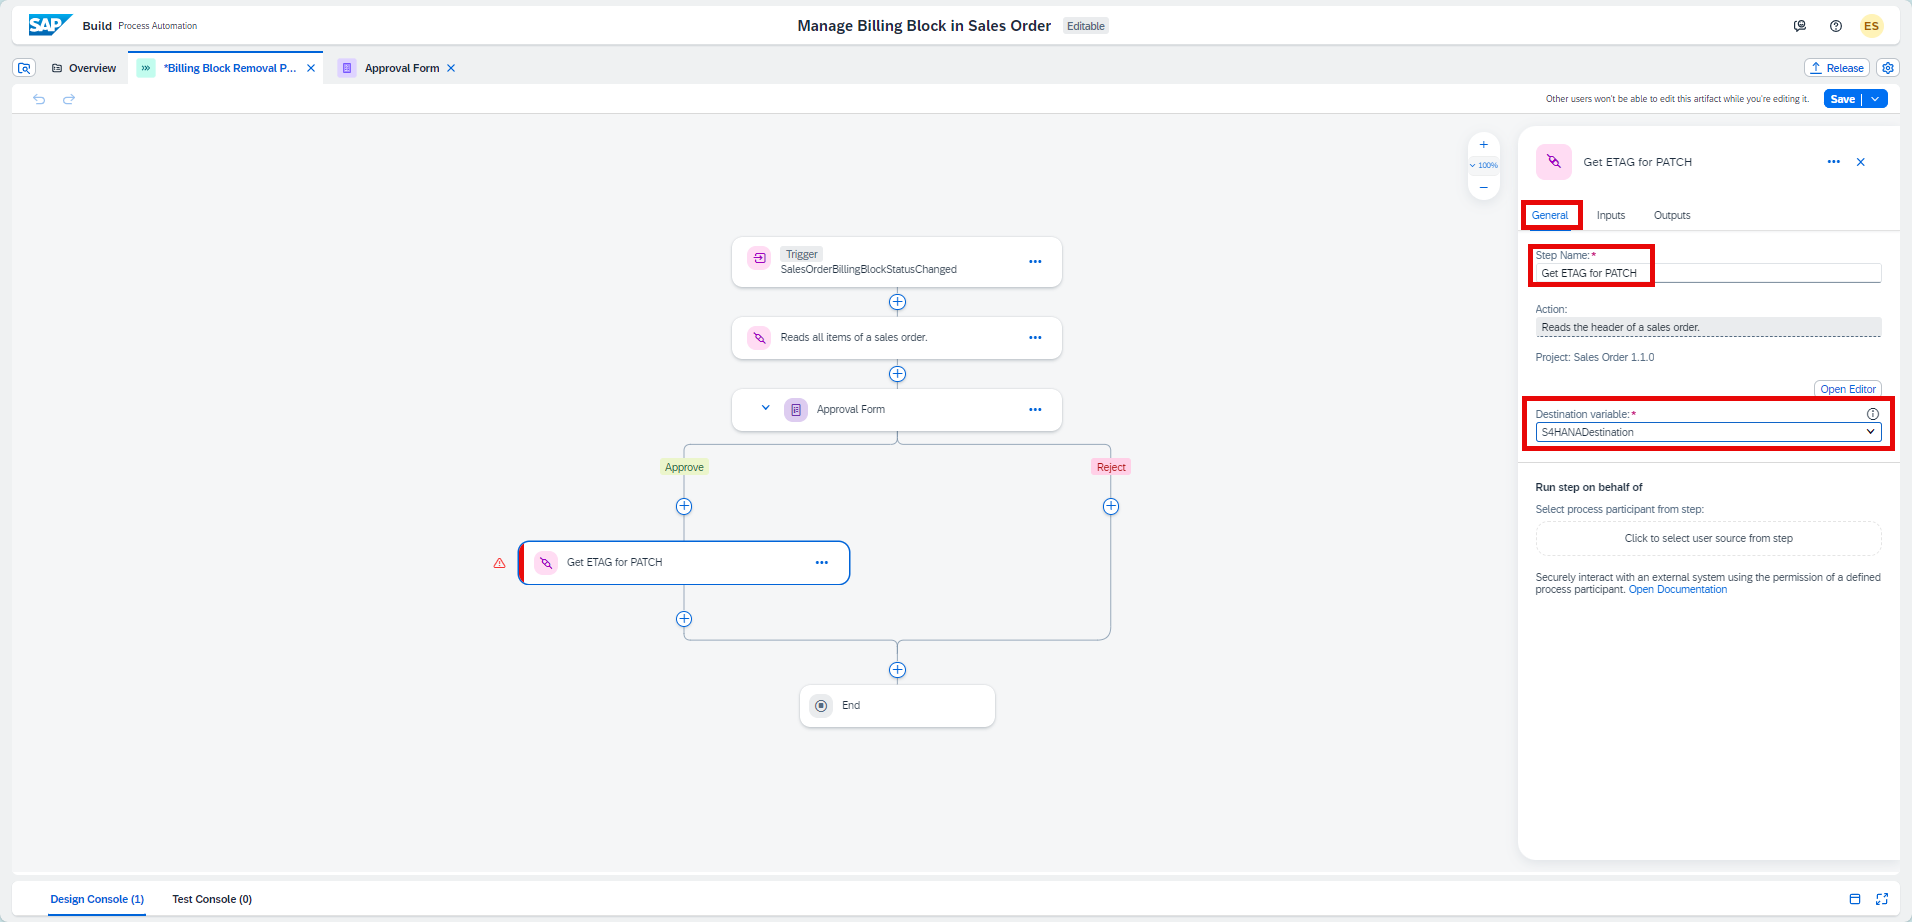 SAP Build Process Automation
Manage Billing Block in Sales Order Editable
ES
Overview
*Billing Block Removal P...
Approval Form
Release
Other users won't be able to edit this artifact while you're editing it.
Save
100%
Trigger
SalesOrderBillingBlockStatusChanged
Reads all items of a sales order.
Approval Form
Approve
Reject
Get ETAG for PATCH
End
Get ETAG for PATCH
General Inputs Outputs
Step Name:*
Get ETAG for PATCH
Action:
Reads the header of a sales order.
Project: Sales Order 1.1.0
Open Editor
Destination variable:*
S4HANADestination
Run step on behalf of
Select process participant from step:
Click to select user source from step
Securely interact with an external system using the permission of a defined
process participant. Open Documentation
Design Console (1) Test Console (0)